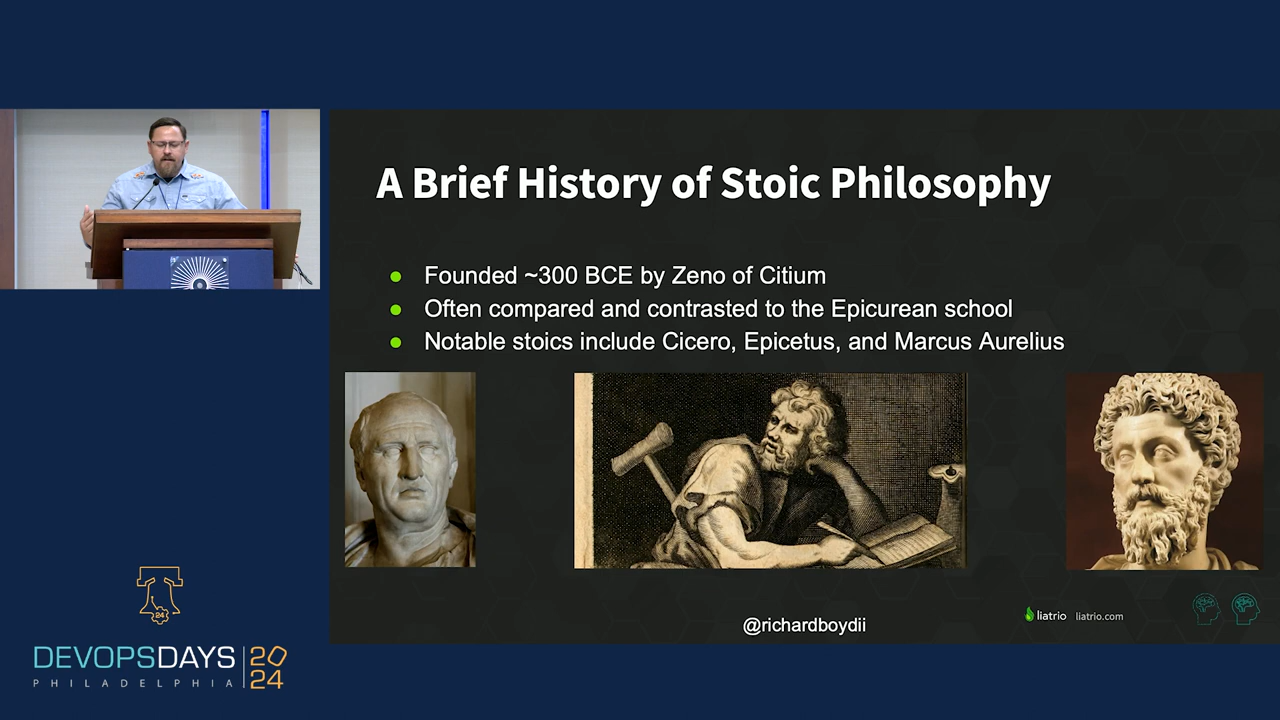 A Brief History of Stoic Philosophy
Founded ~300 BCE by Zeno of Citium
Often compared and contrasted to the Epicurean school
Notable stoics include Cicero, Epicetus, and Marcus Aurelius
@richardboydii
liatrio liatrio.com
DEVOPSDAYS 2024
PHILADELPHIA
24